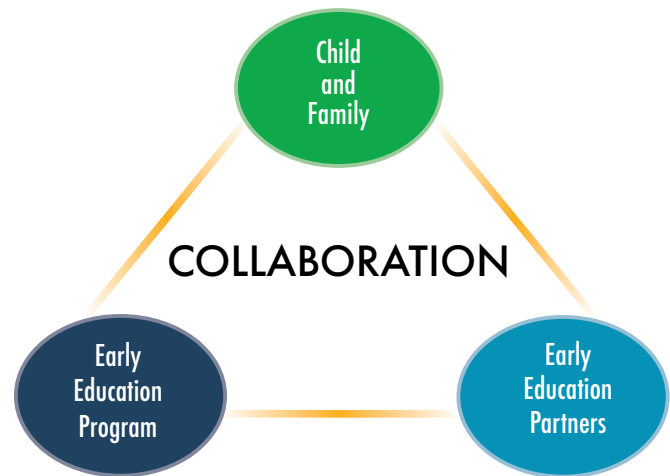 Child
and
Family
COLLABORATION
Early
Education
Program
Early
Education
Partners